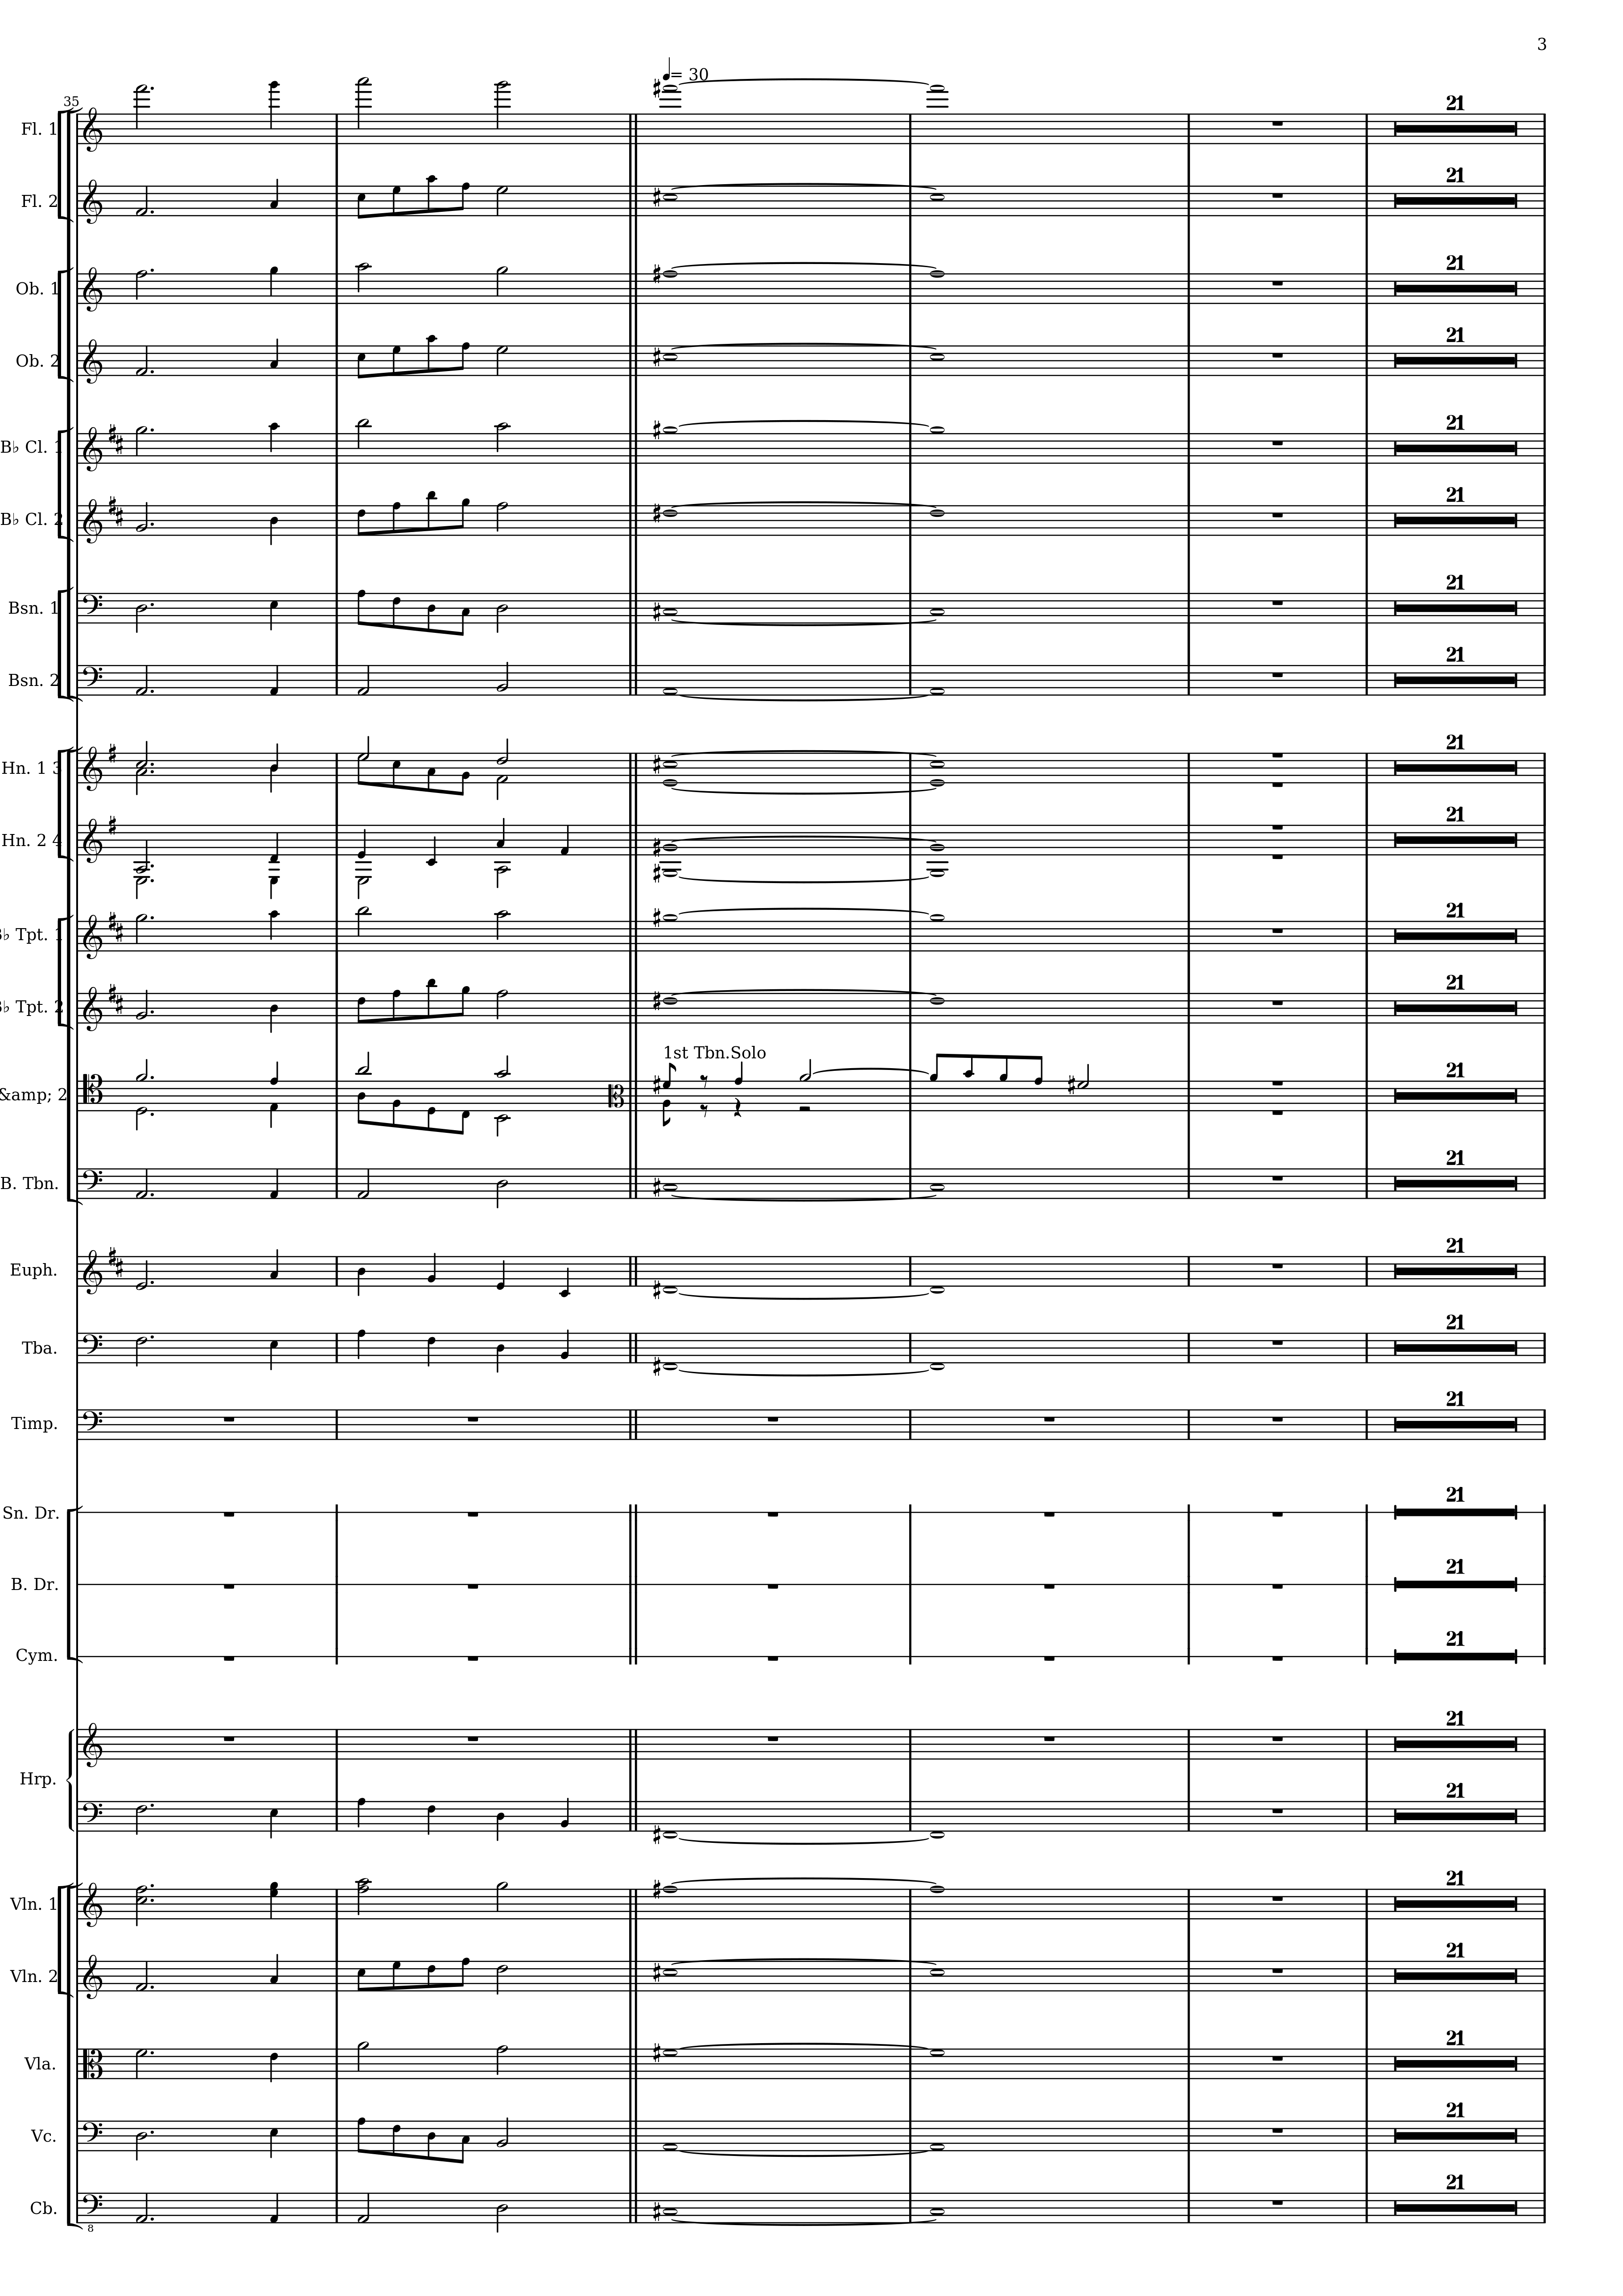 3
= 30
35
Fl. 1
21
Fl. 2
21
Ob. 1
21
Ob. 2
21
B♭ Cl. 1
21
B♭ Cl. 2
21
Bsn. 1
21
Bsn. 2
21
Hn. 1 3
21
Hn. 2 4
21
♭ Tpt. 1
21
♭ Tpt. 2
21
1st Tbn.Solo
&amp; 2
21
B. Tbn.
21
Euph.
21
Tba.
21
Timp.
21
Sn. Dr.
21
B. Dr.
21
Cym.
21
21
Hrp.
21
Vln. 1
21
Vln. 2
21
Vla.
21
Vc.
21
Cb.
21
8